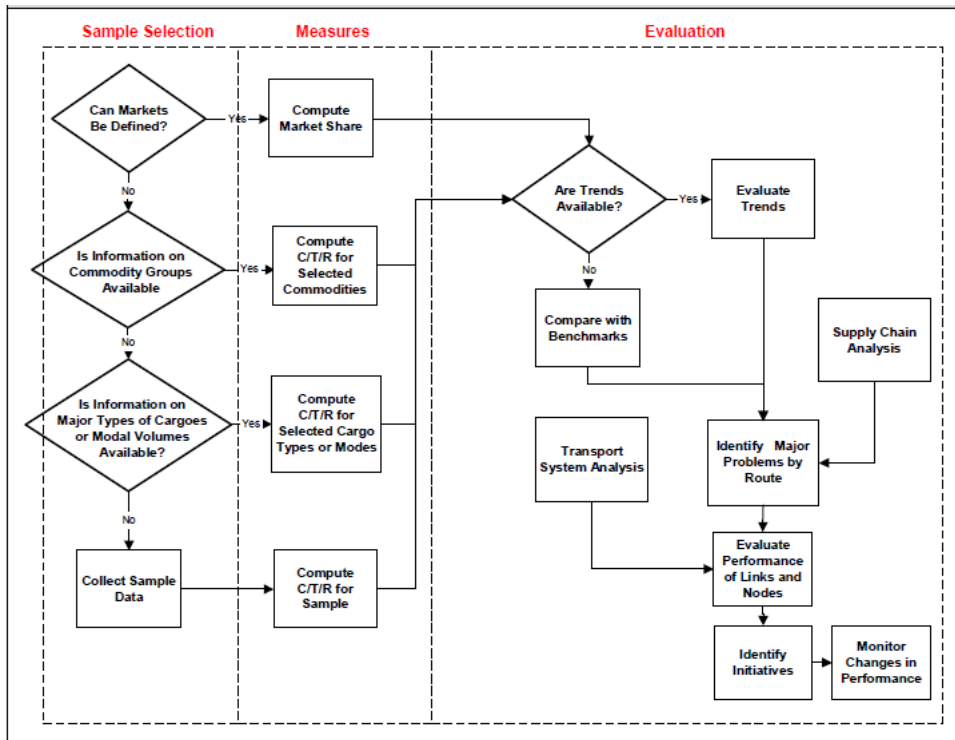 Sample Selection
Measures
Evaluation
Can Markets
Be Defined?
Yes
Compute
Market Share
No
Are Trends
Available?
Yes
Evaluate
Trends
Is Information on
Commodity Groups
Available
Yes
Compute
C/T/R for
Selected
Commodities
No
No
Compare with
Benchmarks
Supply Chain
Analysis
Is Information on
Major Types of Cargoes
or Modal Volumes
Available?
Yes
Compute
C/T/R for
Selected Cargo
Types or Modes
Transport
System Analysis
Identify Major
Problems by
Route
No
Collect Sample
Data
Compute
C/T/R for
Sample
Evaluate
Performance
of Links and
Nodes
Identify
Initiatives
Monitor
Changes in
Performance